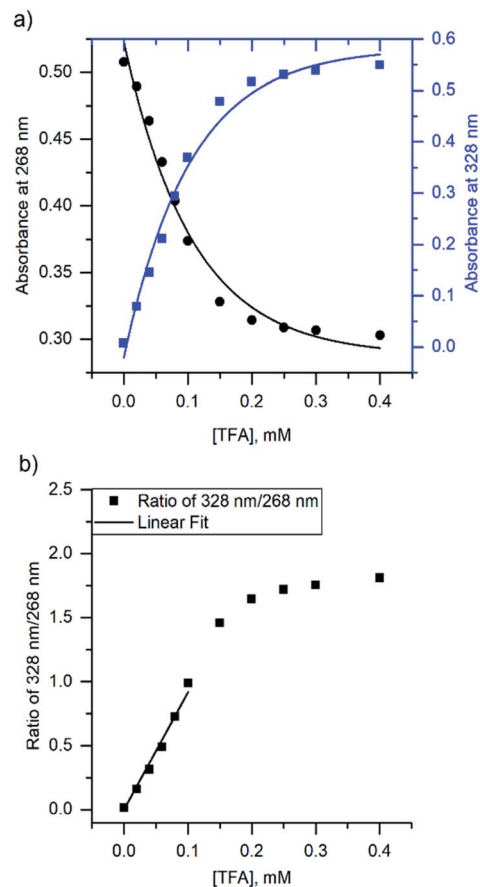 a)
0.6
0.50
0.5
0.45
0.4
0.40
0.3
0.2
0.35
0.1
0.30
0.0
Absorbance at 268 nm
Absorbance at 328 nm
0.0 0.1 0.2 0.3 0.4
[TFA], mM
b)
2.5
Ratio of 328 nm/268 nm
Linear Fit
2.0
1.5
1.0
0.5
0.0
Ratio of 328 nm/268 nm
0.0 0.1 0.2 0.3 0.4
[TFA], mM